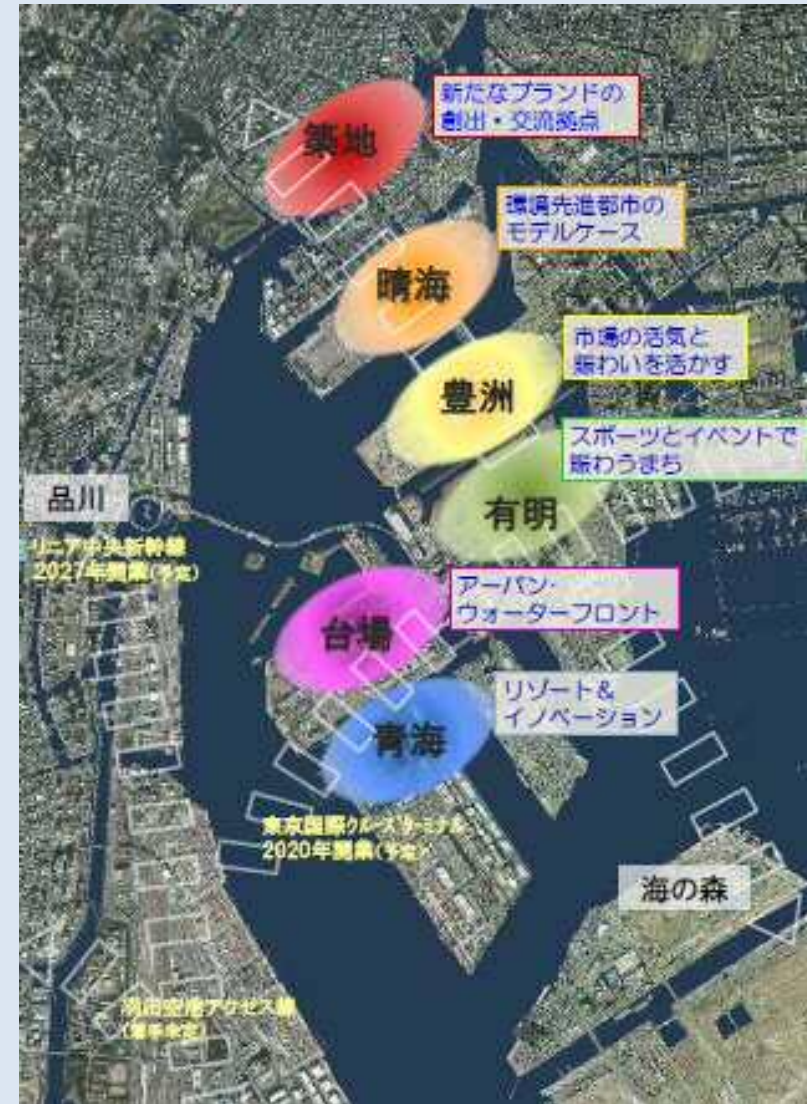 新たなブランドの
創出・交流拠点
築地
環境先進都市の
モデルケース
晴海
市場の活気と
賑わいを活かす
豊洲
スポーツとイベントで
賑わうまち
有明
品川
リニア中央新幹線
2027年開業(予定)
アーバン・
ウォーターフロント
台場
リゾート&
イノベーション
青海
東京国際クルーズターミナル
2020年開業(予定)
海の森
羽田空港アクセス線